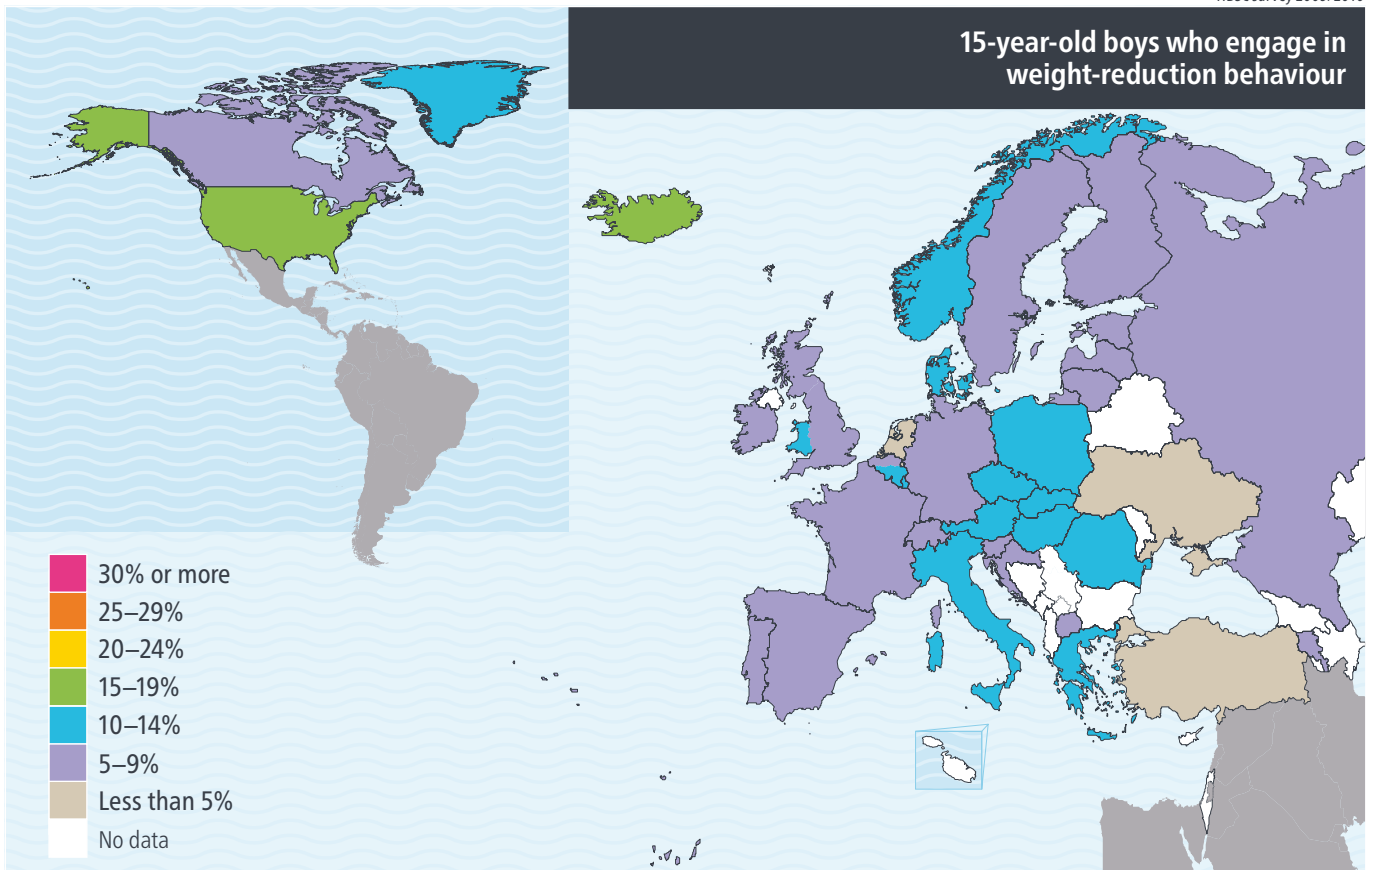 15-year-old boys who engage in
weight-reduction behaviour
30% or more
25–29%
20–24%
15–19%
10–14%
5–9%
Less than 5%
No data